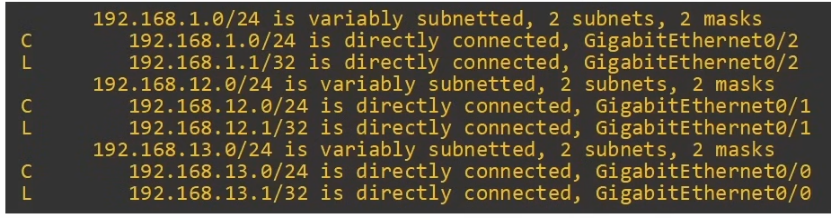 192.168.1.0/24 is variably subnetted, 2 subnets, 2 masks
C 192.168.1.0/24 is directly connected, GigabitEthernet0/2
L 192.168.1.1/32 is directly connected, GigabitEthernet0/2
192.168.12.0/24 is variably subnetted, 2 subnets, 2 masks
C 192.168.12.0/24 is directly connected, GigabitEthernet0/1
L 192.168.12.1/32 is directly connected, GigabitEthernet0/1
192.168.13.0/24 is variably subnetted, 2 subnets, 2 masks
C 192.168.13.0/24 is directly connected, GigabitEthernet0/0
L 192.168.13.1/32 is directly connected, GigabitEthernet0/0